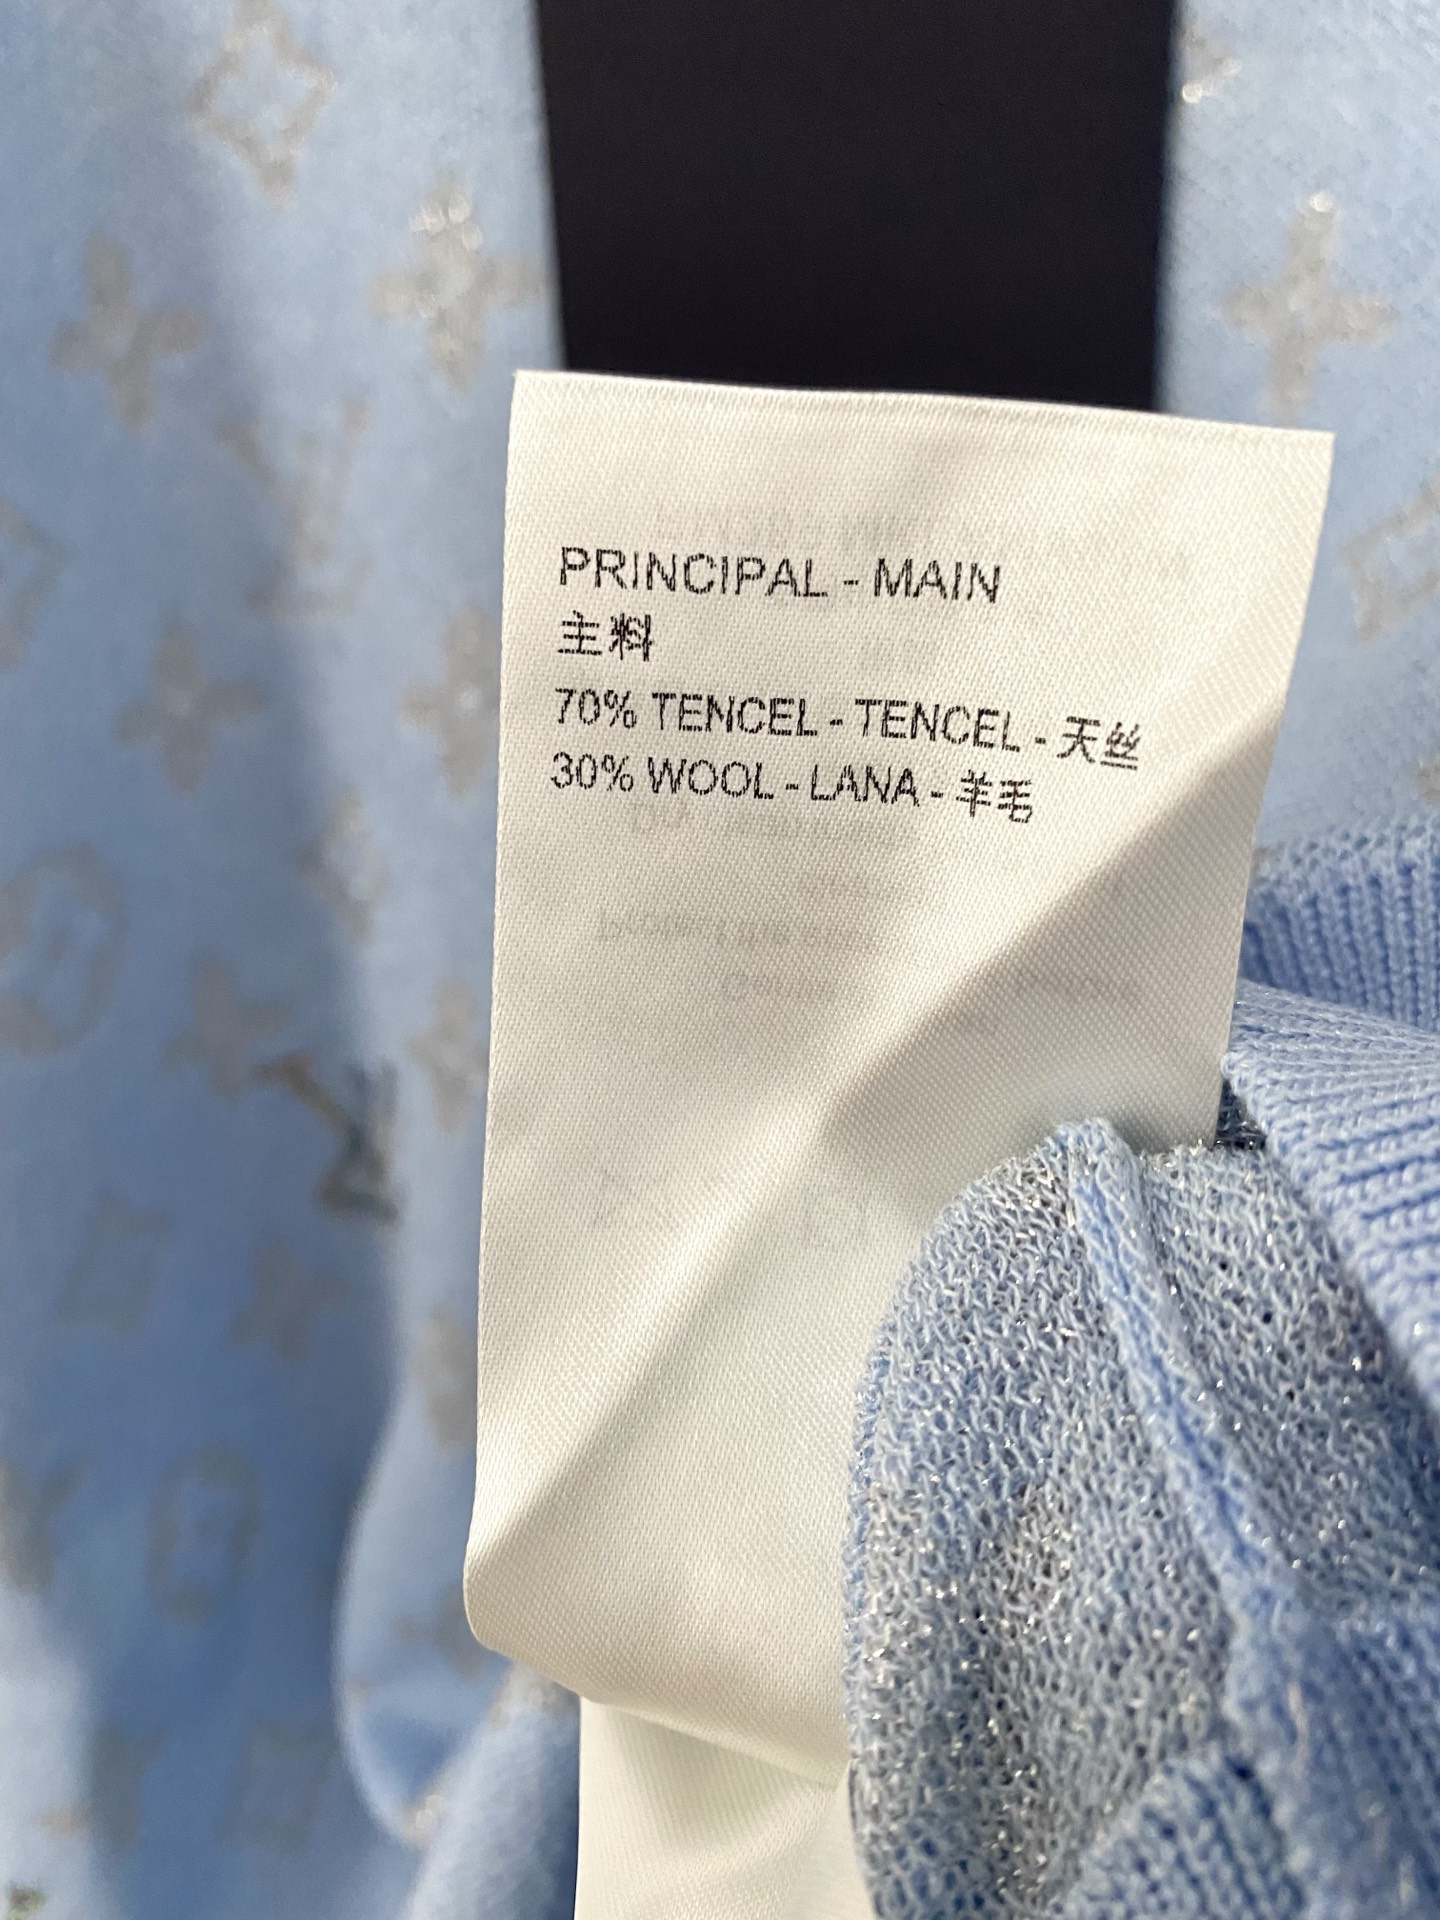 PRINCIPAL - MAIN
主料
70% TENCEL - TENCEL - 天丝
30% WOOL - LANA - 羊毛